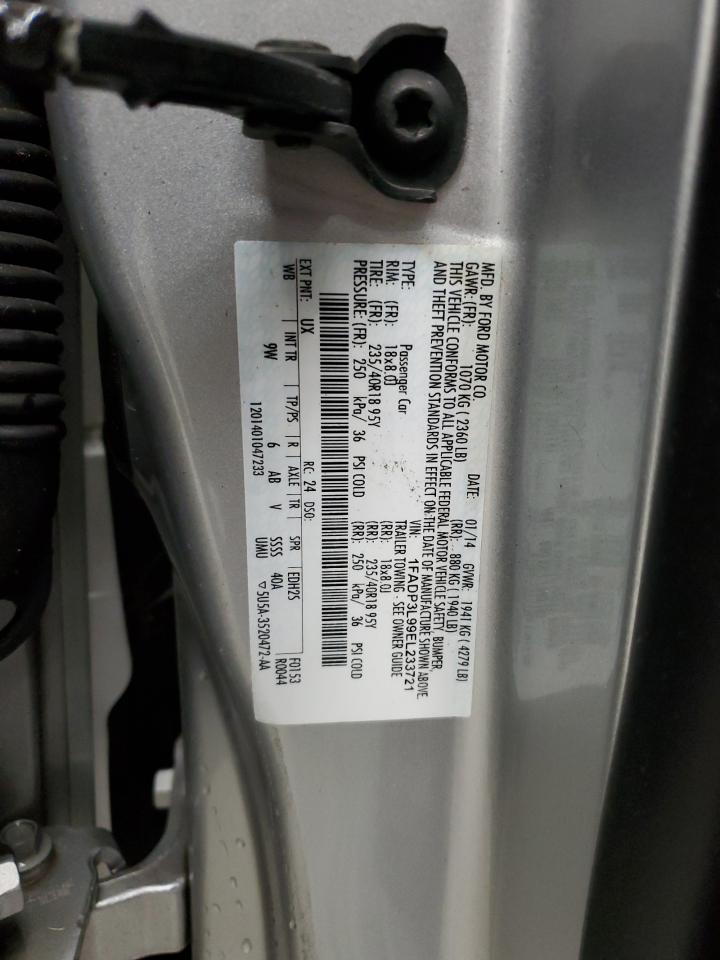 MFD. BY FORD MOTOR CO.
DATE: 01/14 GVWR: 1941 KG ( 4279 LB)
GAWR: (FR): 1070 KG ( 2360 LB) (RR): 880 KG ( 1940 LB)
THIS VEHICLE CONFORMS TO ALL APPLICABLE FEDERAL MOTOR VEHICLE SAFETY, BUMPER,
AND THEFT PREVENTION STANDARDS IN EFFECT ON THE DATE OF MANUFACTURE SHOWN ABOVE.
VIN: 1FADP3L99EL233721
TYPE: Passenger Car TRAILER TOWING - SEE OWNER GUIDE
RIM: (FR): 18x8.0J (RR): 18x8.0J
TIRE: (FR): 235/40R18 95Y (RR): 235/40R18 95Y
PRESSURE: (FR): 250 kPa/ 36 PSI COLD (RR): 250 kPa/ 36 PSI COLD
EXT PNT: UX RC: 24 DSO: F0153
WB INT TR TP/PS R AXLE TR SPR EDH2S R0044
9W 6 AB V SSSS 40A
1201401047233 UMU ▽5U5A-3520472-AA